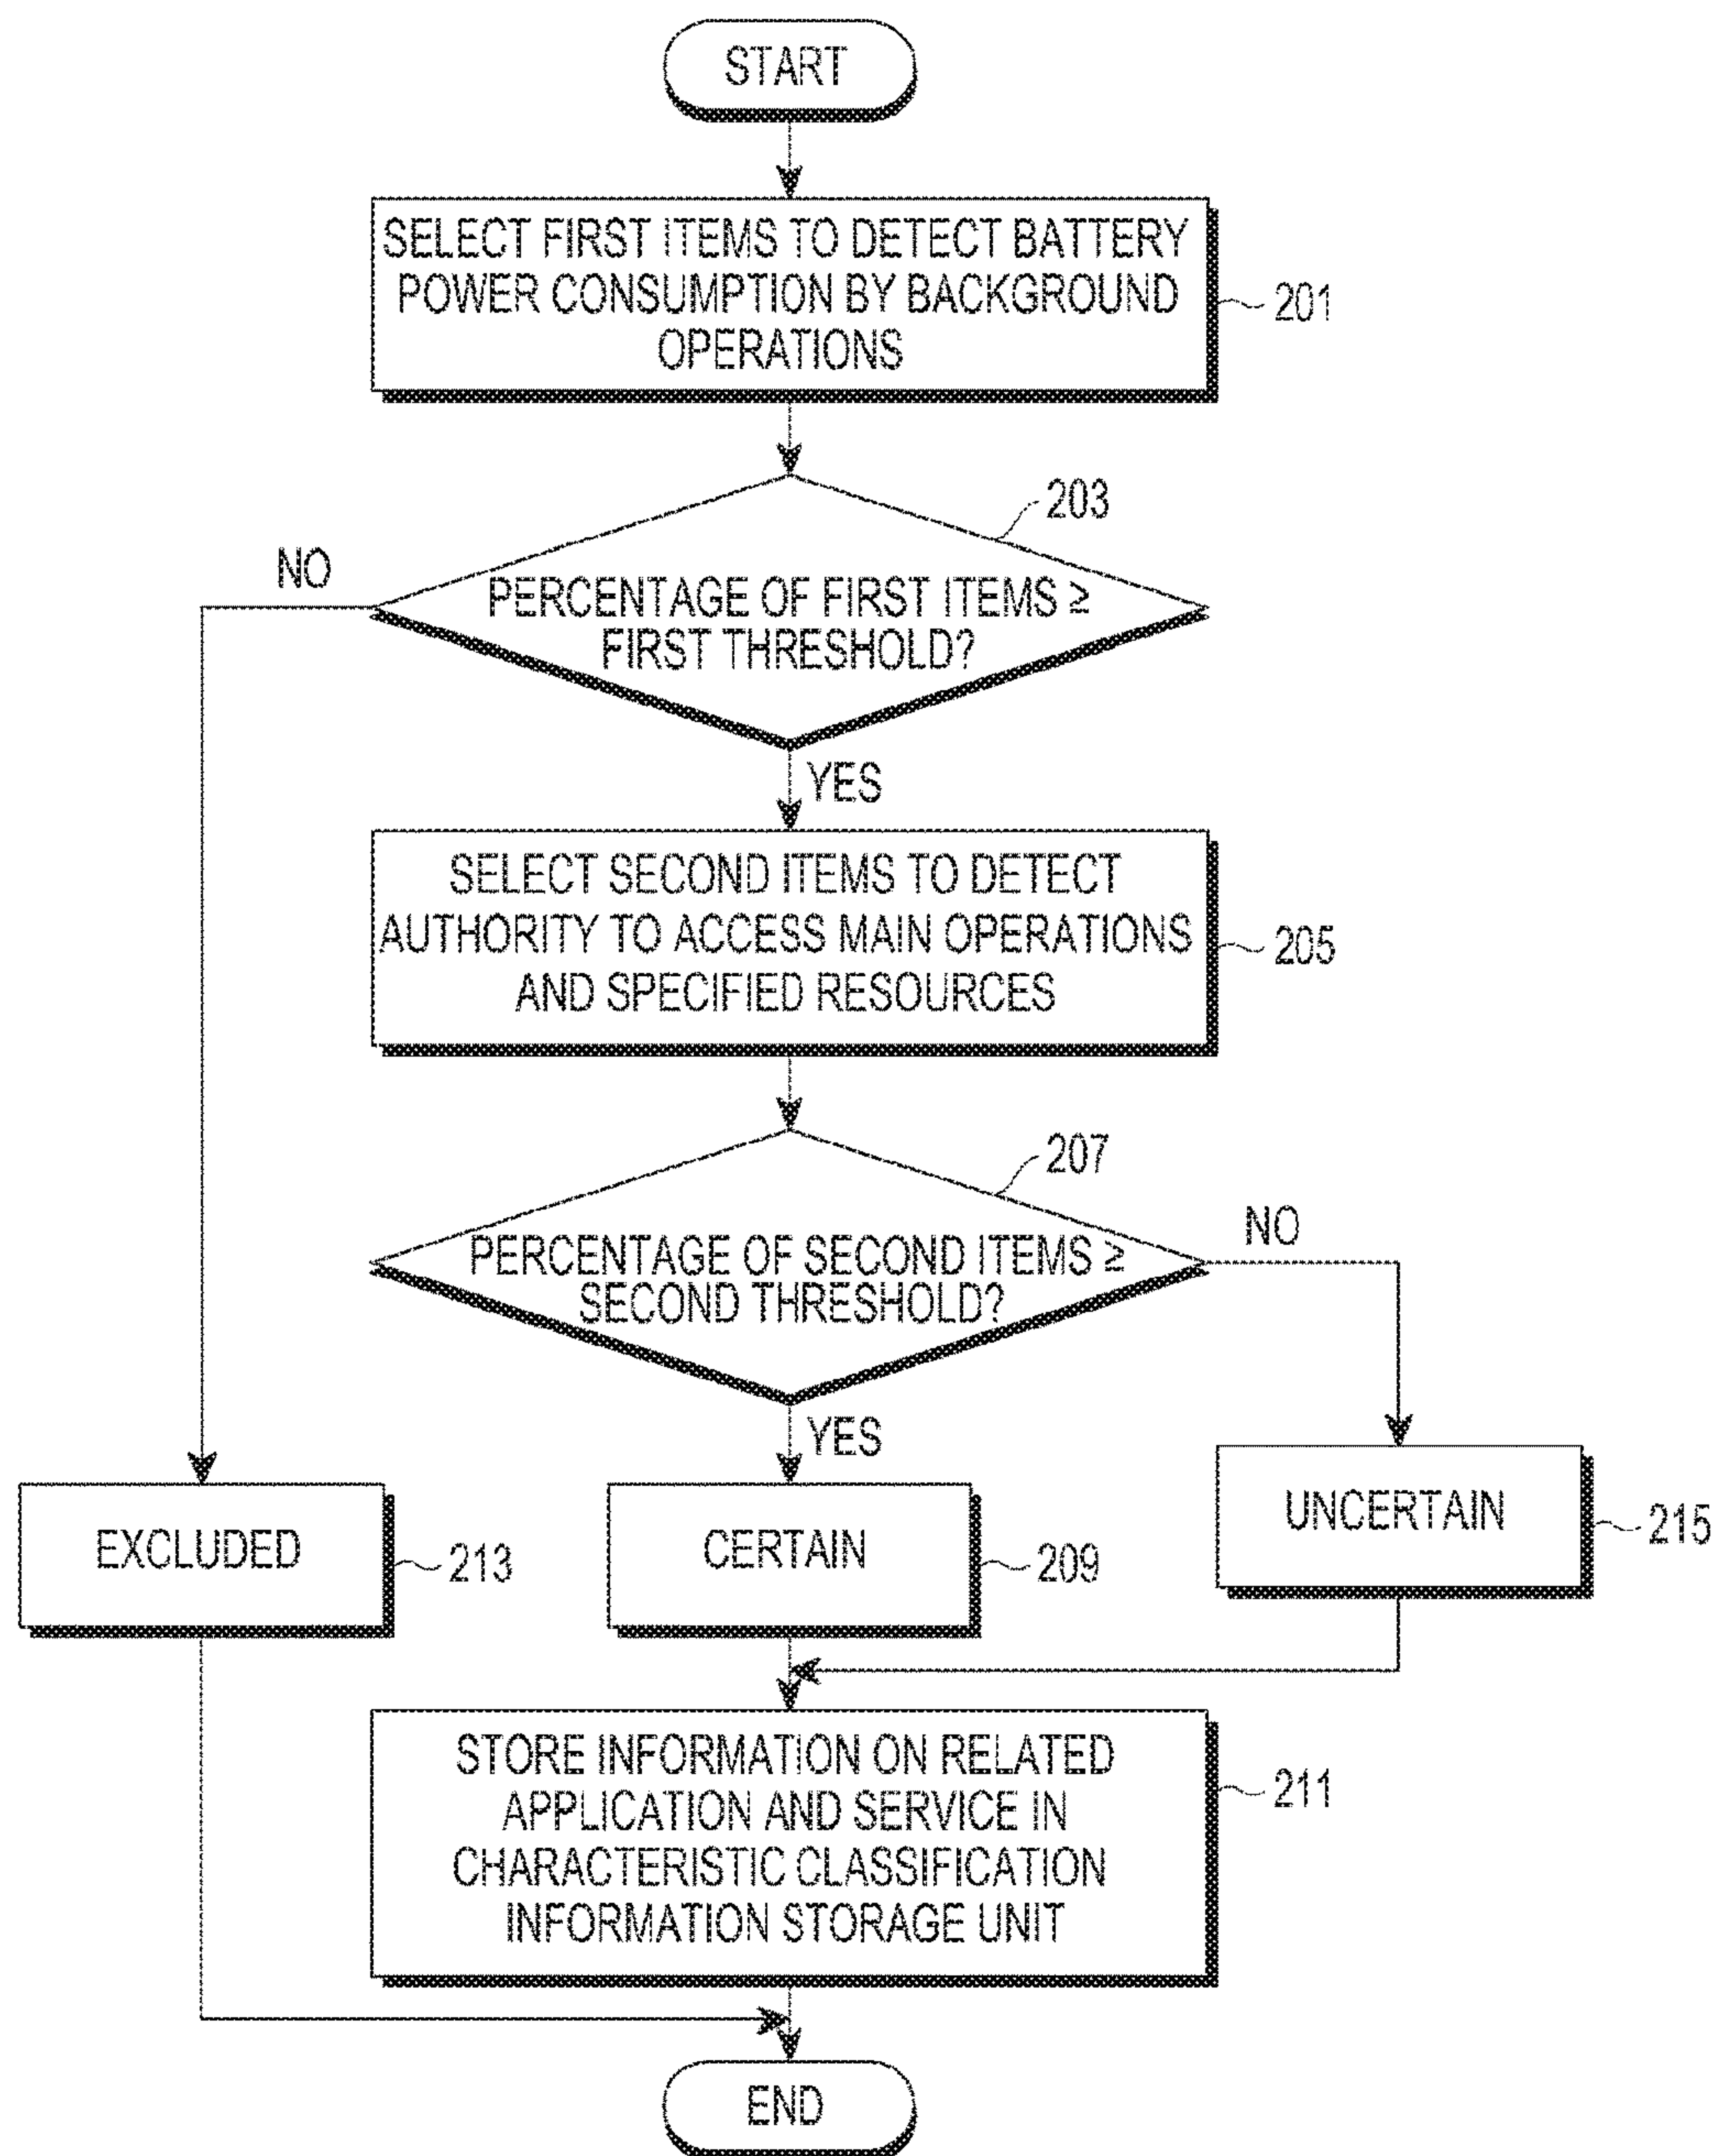 START
SELECT FIRST ITEMS TO DETECT BATTERY
POWER CONSUMPTION BY BACKGROUND
OPERATIONS
201
203
NO
PERCENTAGE OF FIRST ITEMS ≥
FIRST THRESHOLD?
YES
SELECT SECOND ITEMS TO DETECT
AUTHORITY TO ACCESS MAIN OPERATIONS
AND SPECIFIED RESOURCES
205
207
NO
PERCENTAGE OF SECOND ITEMS ≥
SECOND THRESHOLD?
YES
EXCLUDED
213
CERTAIN
209
UNCERTAIN
215
STORE INFORMATION ON RELATED
APPLICATION AND SERVICE IN
CHARACTERISTIC CLASSIFICATION
INFORMATION STORAGE UNIT
211
END